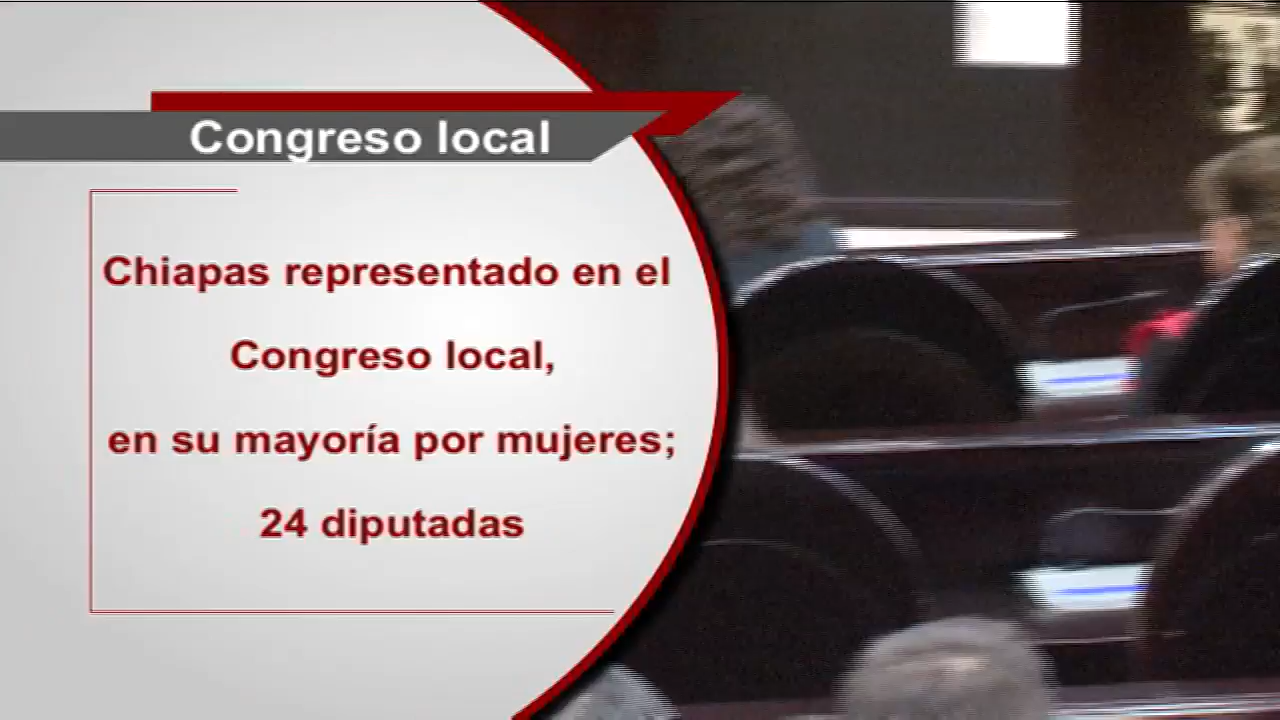 Congreso local
Chiapas representado en el
Congreso local,
en su mayoría por mujeres;
24 diputadas